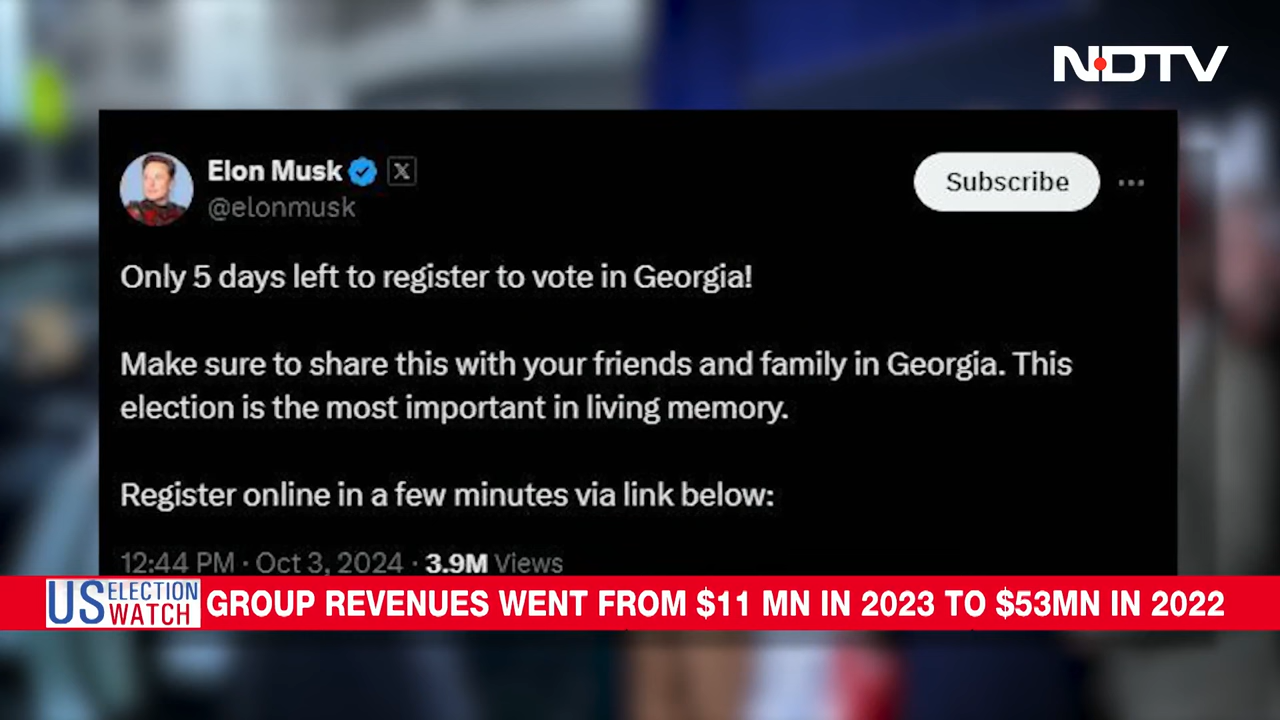 NDTV
Elon Musk
Subscribe
@elonmusk
Only 5 days left to register to vote in Georgia!
Make sure to share this with your friends and family in Georgia. This
election is the most important in living memory.
Register online in a few minutes via link below:
12:44 PM · Oct 3, 2024 · 3.9M Views
US ELECTION WATCH
GROUP REVENUES WENT FROM $11 MN IN 2023 TO $53MN IN 2022